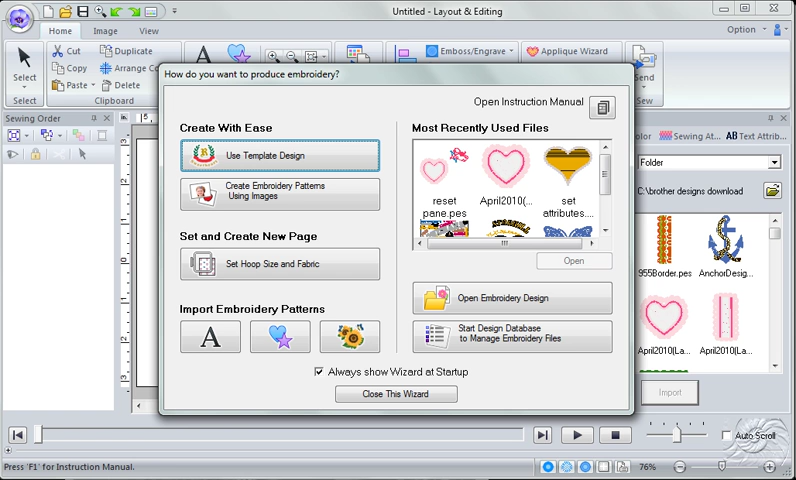 Untitled - Layout & Editing
Home
Image
View
Option
Select
Select
Cut
Copy
Paste
Duplicate
Arrange Co
Delete
Clipboard
A
Emboss/Engrave
Applique Wizard
Send
Sew
Sewing Order
How do you want to produce embroidery?
Open Instruction Manual
Create With Ease
Use Template Design
Create Embroidery Patterns
Using Images
Set and Create New Page
Set Hoop Size and Fabric
Import Embroidery Patterns
A
Most Recently Used Files
reset
pane.pes
April2010(...
set
attributes....
Open
Open Embroidery Design
Start Design Database
to Manage Embroidery Files
Always show Wizard at Startup
Close This Wizard
olor
Sewing At...
AB Text Attrib...
Folder
C:\brother designs download
955Border.pes
AnchorDesig...
April2010(La...
April2010(La...
Import
Auto Scroll
Press 'F1' for Instruction Manual.
76%